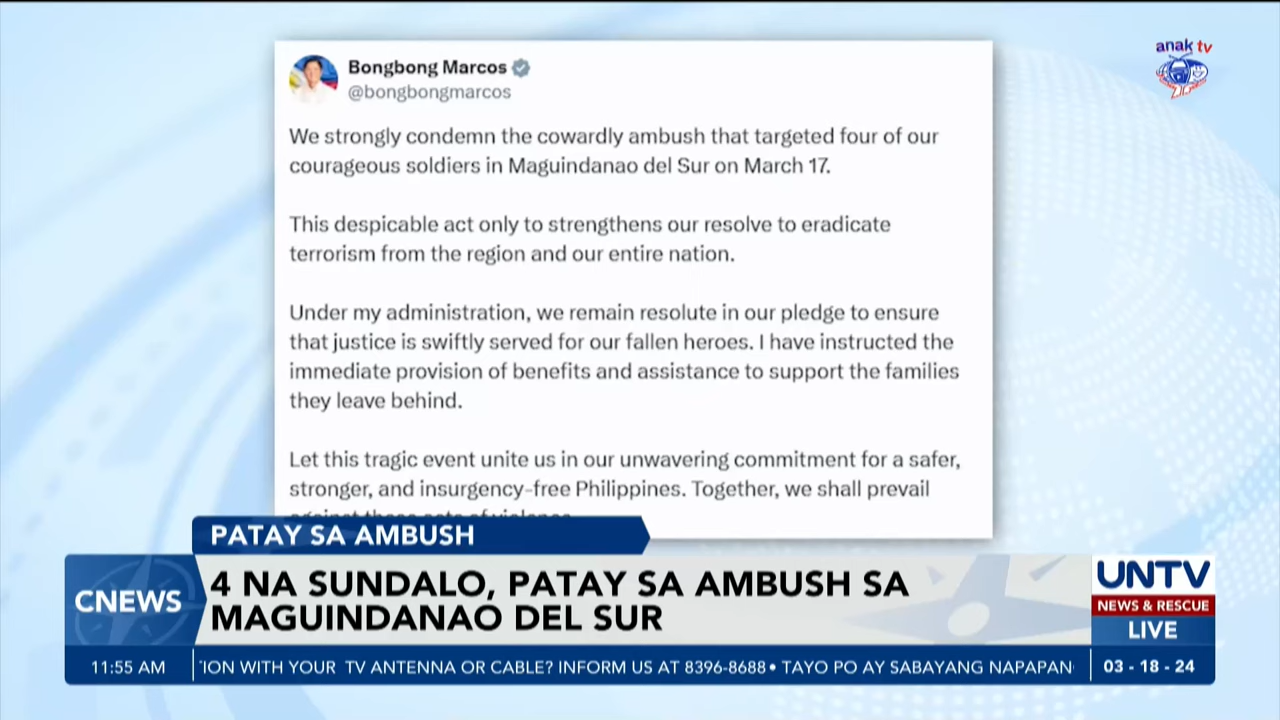 anak tv
Bongbong Marcos
@bongbongmarcos
We strongly condemn the cowardly ambush that targeted four of our
courageous soldiers in Maguindanao del Sur on March 17.
This despicable act only to strengthens our resolve to eradicate
terrorism from the region and our entire nation.
Under my administration, we remain resolute in our pledge to ensure
that justice is swiftly served for our fallen heroes. I have instructed the
immediate provision of benefits and assistance to support the families
they leave behind.
Let this tragic event unite us in our unwavering commitment for a safer,
stronger, and insurgency-free Philippines. Together, we shall prevail
PATAY SA AMBUSH
CNEWS
4 NA SUNDALO, PATAY SA AMBUSH SA
MAGUINDANAO DEL SUR
UNTV
NEWS & RESCUE
LIVE
11:55 AM
ION WITH YOUR TV ANTENNA OR CABLE? INFORM US AT 8396-8688 • TAYO PO AY SABAYANG NAPAPAN
03 - 18 - 24